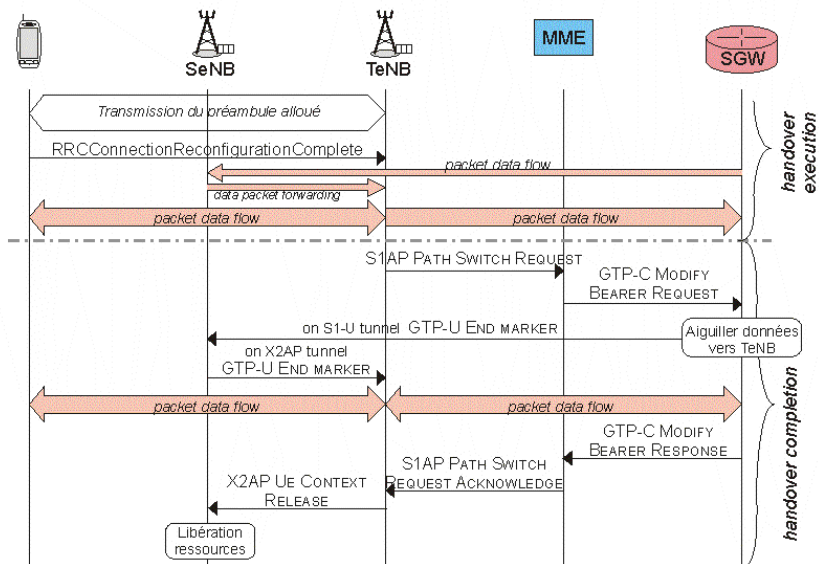 MME
SGW
SeNB
TeNB
Transmission du préambule alloué
RRCConnectionReconfigurationComplete
packet data flow
data packet forwarding
packet data flow
packet data flow
handover
execution
S1AP PATH SWITCH REQUEST
GTP-C MODIFY
BEARER REQUEST
on S1-U tunnel GTP-U END MARKER
Aiguiller données
vers TeNB
on X2AP tunnel
GTP-U END MARKER
packet data flow
packet data flow
GTP-C MODIFY
BEARER RESPONSE
S1AP PATH SWITCH
REQUEST ACKNOWLEDGE
X2AP UE CONTEXT
RELEASE
Libération
ressources
handover completion